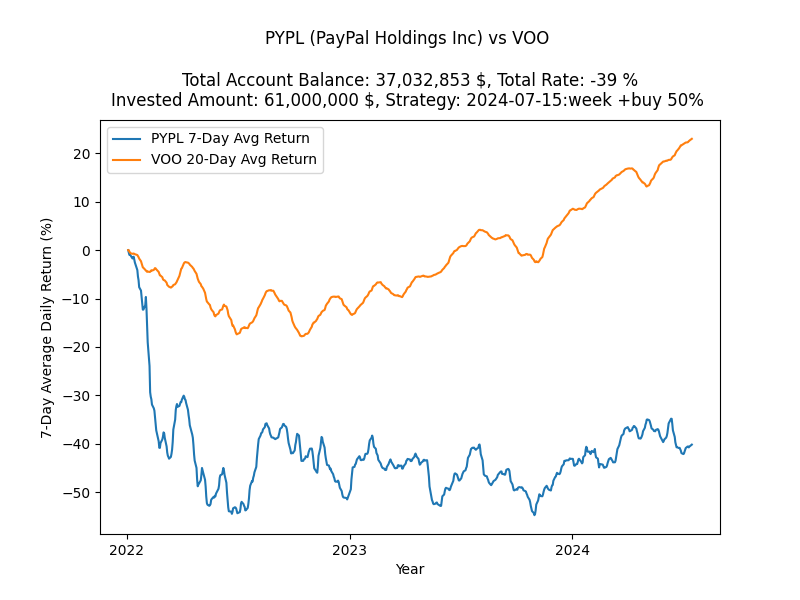 PYPL (PayPal Holdings Inc) vs VOO
Total Account Balance: 37,032,853 $, Total Rate: -39 %
Invested Amount: 61,000,000 $, Strategy: 2024-07-15:week +buy 50%
PYPL 7-Day Avg Return
VOO 20-Day Avg Return
7-Day Average Daily Return (%)
20
10
0
−10
−20
−30
−40
−50
2022
2023
2024
Year